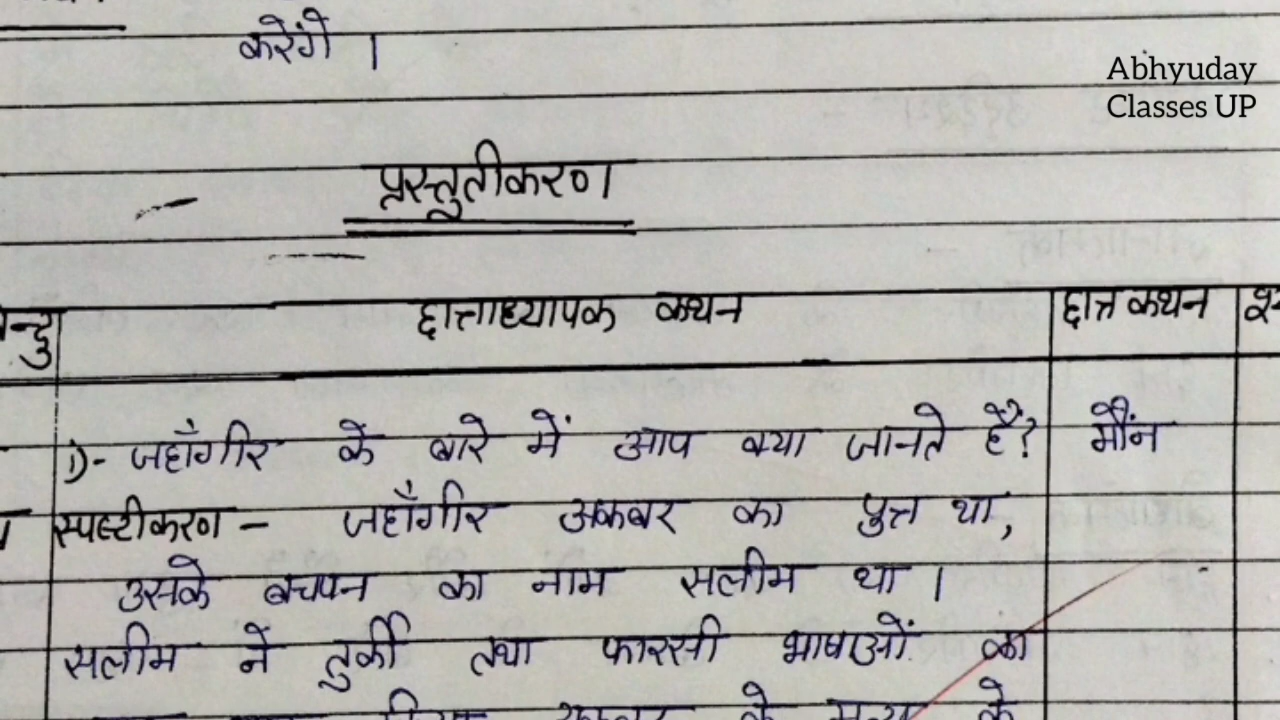 करेंगे ।
Abhyuday
Classes UP
प्रस्तुतीकरण
छात्राध्यापक कथन छात्र कथन
1)- जहाँगीर के बारे में आप क्या जानते हैं? मौंन
स्पष्टीकरण – जहाँगीर अकबर का पुत्र था,
उसके बचपन का नाम सलीम था ।
सलीम ने तुर्की तथा फारसी भाषाओं का
के